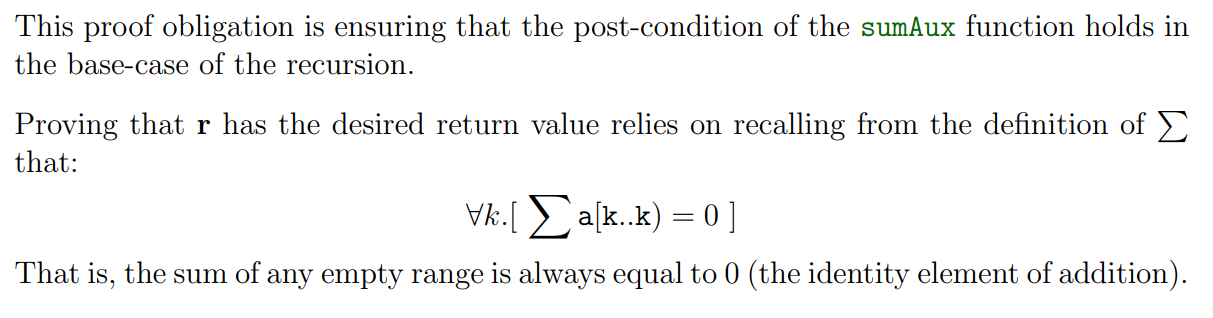 This proof obligation is ensuring that the post-condition of the sumAux function holds in
the base-case of the recursion.
Proving that r has the desired return value relies on recalling from the definition of ∑
that:
∀k.[ ∑ a[k..k) = 0 ]
That is, the sum of any empty range is always equal to 0 (the identity element of addition).